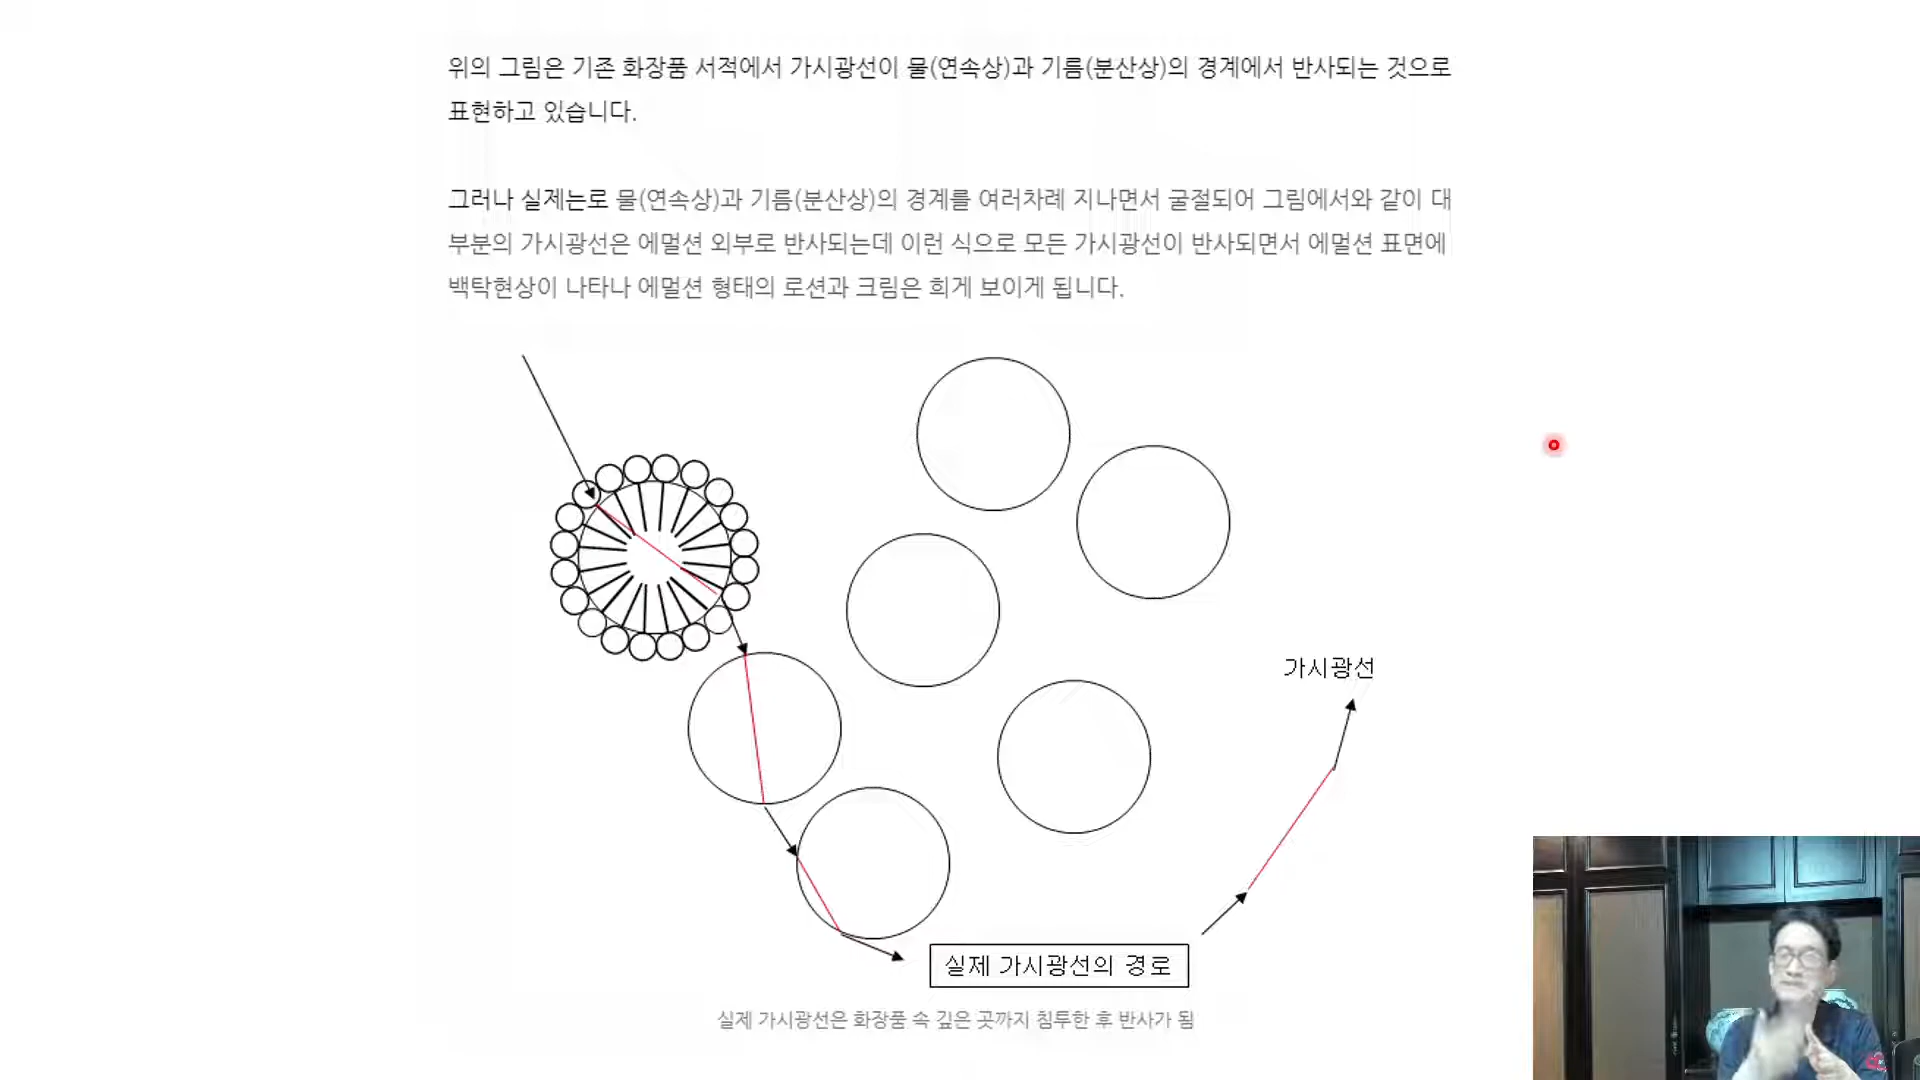 위의 그림은 기존 화장품 서적에서 가시광선이 물(연속상)과 기름(분산상)의 경계에서 반사되는 것으로
표현하고 있습니다.
그러나 실제는로 물(연속상)과 기름(분산상)의 경계를 여러차례 지나면서 굴절되어 그림에서와 같이 대
부분의 가시광선은 에멀션 외부로 반사되는데 이런 식으로 모든 가시광선이 반사되면서 에멀션 표면에
백탁현상이 나타나 에멀션 형태의 로션과 크림은 희게 보이게 됩니다.
가시광선
실제 가시광선의 경로
실제 가시광선은 화장품 속 깊은 곳까지 침투한 후 반사가 됨